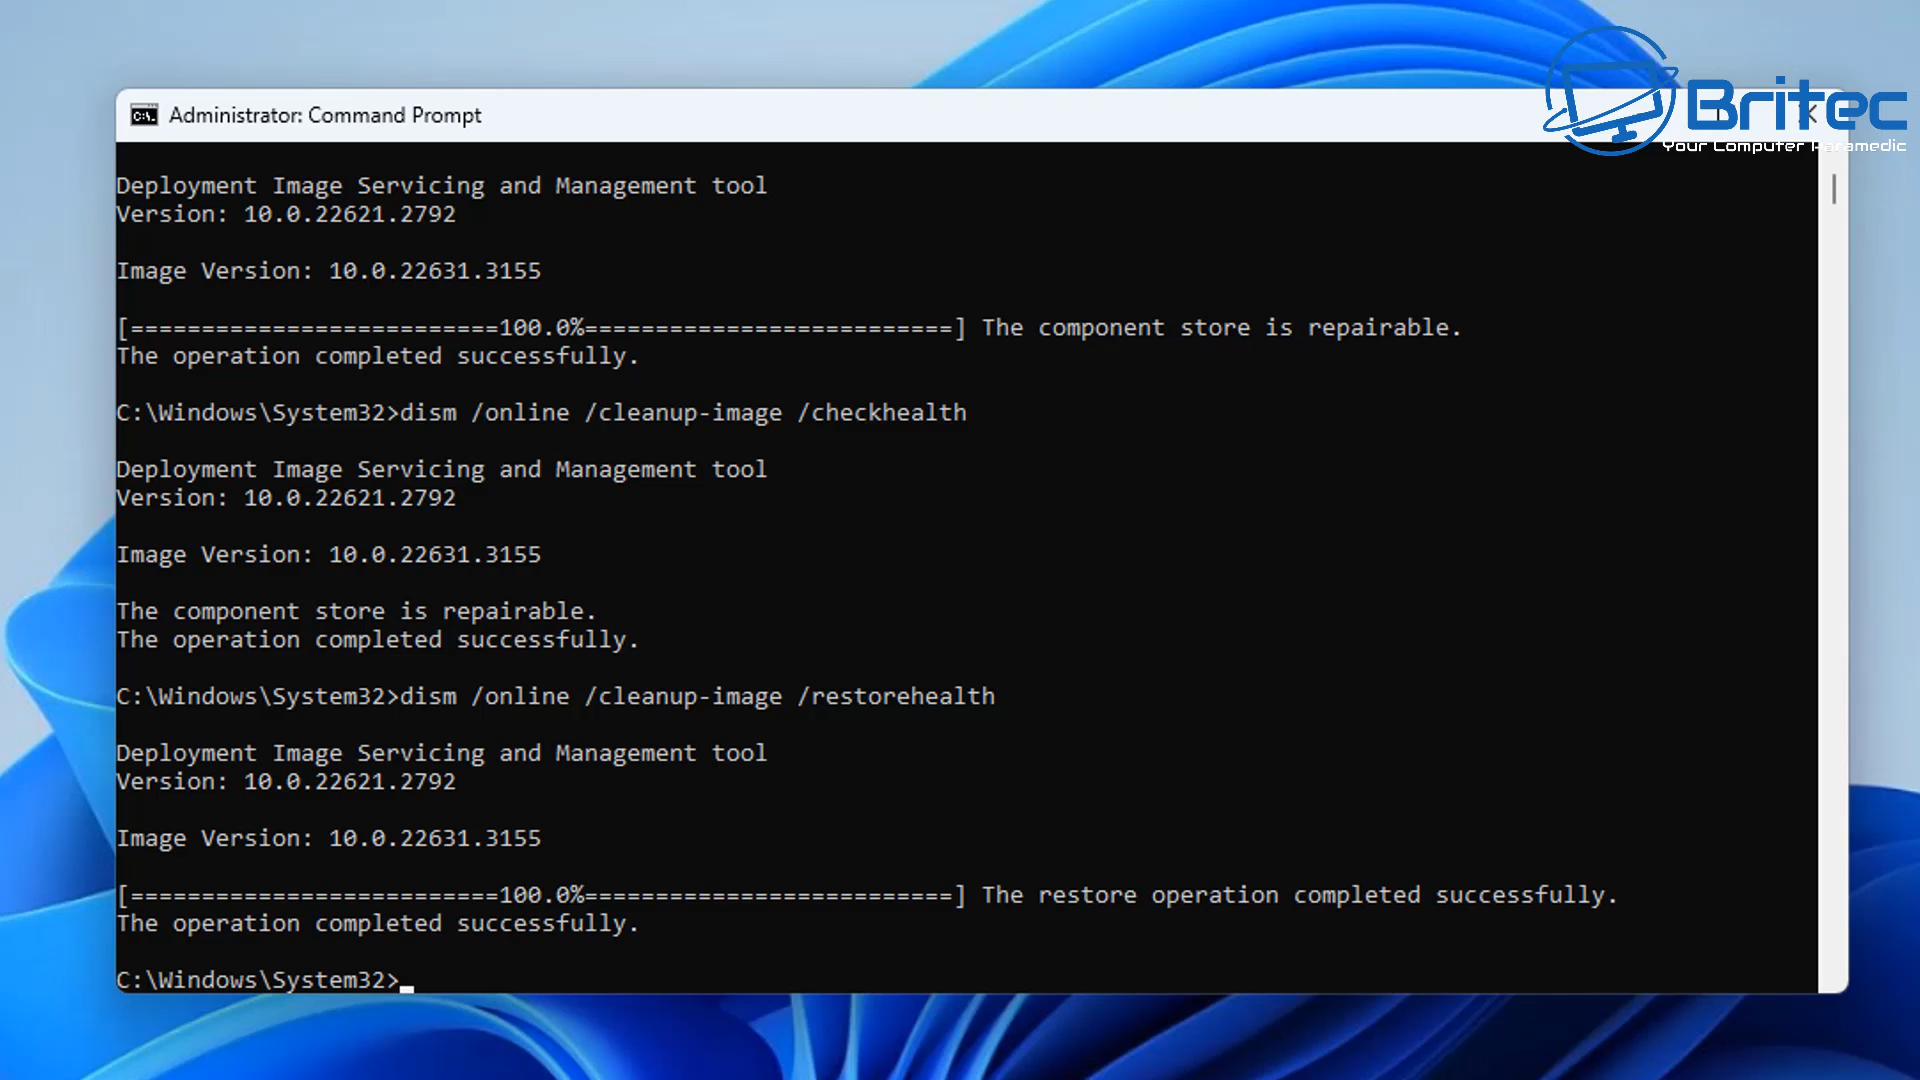 Administrator: Command Prompt
Britec
Your Computer Paramedic
Deployment Image Servicing and Management tool
Version: 10.0.22621.2792
Image Version: 10.0.22631.3155
[==========================100.0%==========================] The component store is repairable.
The operation completed successfully.
C:\Windows\System32>dism /online /cleanup-image /checkhealth
Deployment Image Servicing and Management tool
Version: 10.0.22621.2792
Image Version: 10.0.22631.3155
The component store is repairable.
The operation completed successfully.
C:\Windows\System32>dism /online /cleanup-image /restorehealth
Deployment Image Servicing and Management tool
Version: 10.0.22621.2792
Image Version: 10.0.22631.3155
[==========================100.0%==========================] The restore operation completed successfully.
The operation completed successfully.
C:\Windows\System32>